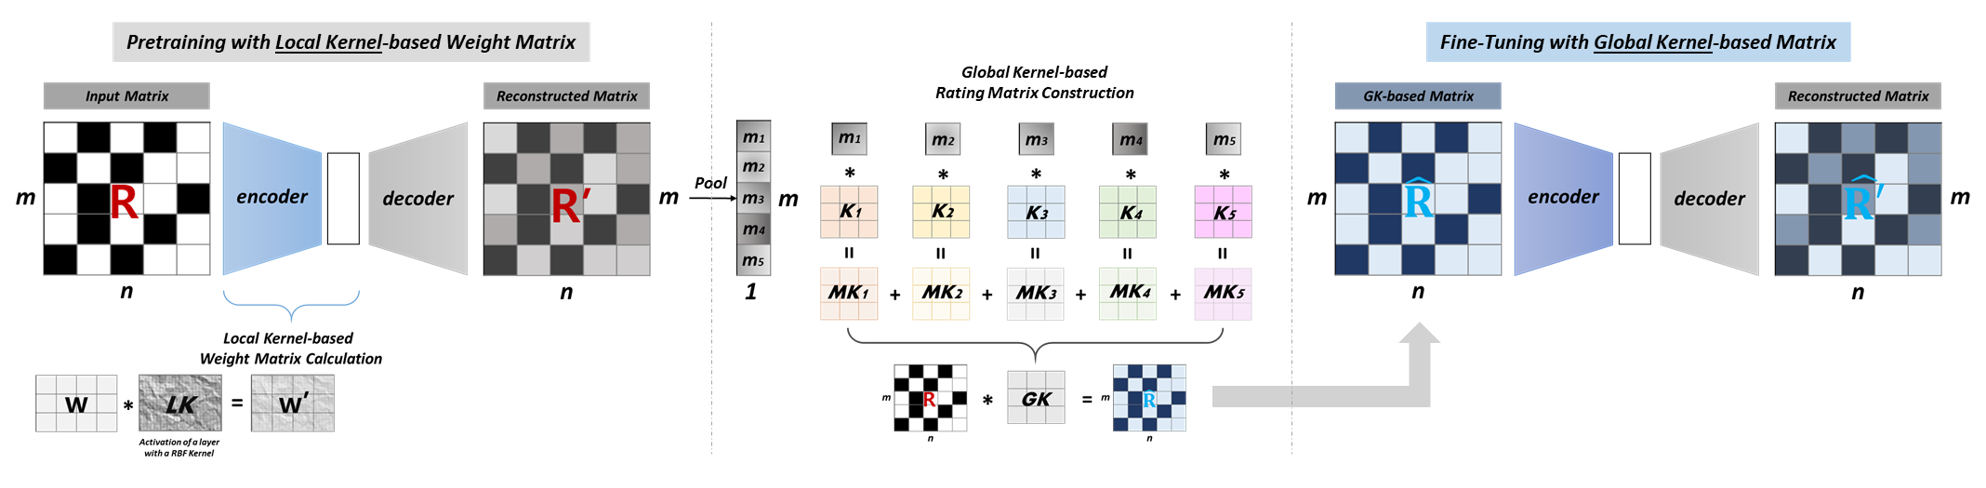 Pretraining with Local Kernel-based Weight Matrix
Input Matrix
Reconstructed Matrix
m
R
encoder
decoder
R′
m
n
n
Local Kernel-based
Weight Matrix Calculation
W * LK = W′
Activation of a layer
with a RBF Kernel
Pool
m1
m2
m3
m4
m5
m
1
Global Kernel-based
Rating Matrix Construction
m1 m2 m3 m4 m5
* * * * *
K1 K2 K3 K4 K5
= = = = =
MK1 + MK2 + MK3 + MK4 + MK5
m R * GK = m R̂
n
n
Fine-Tuning with Global Kernel-based Matrix
GK-based Matrix
Reconstructed Matrix
m
R̂
encoder
decoder
R̂′
m
n
n